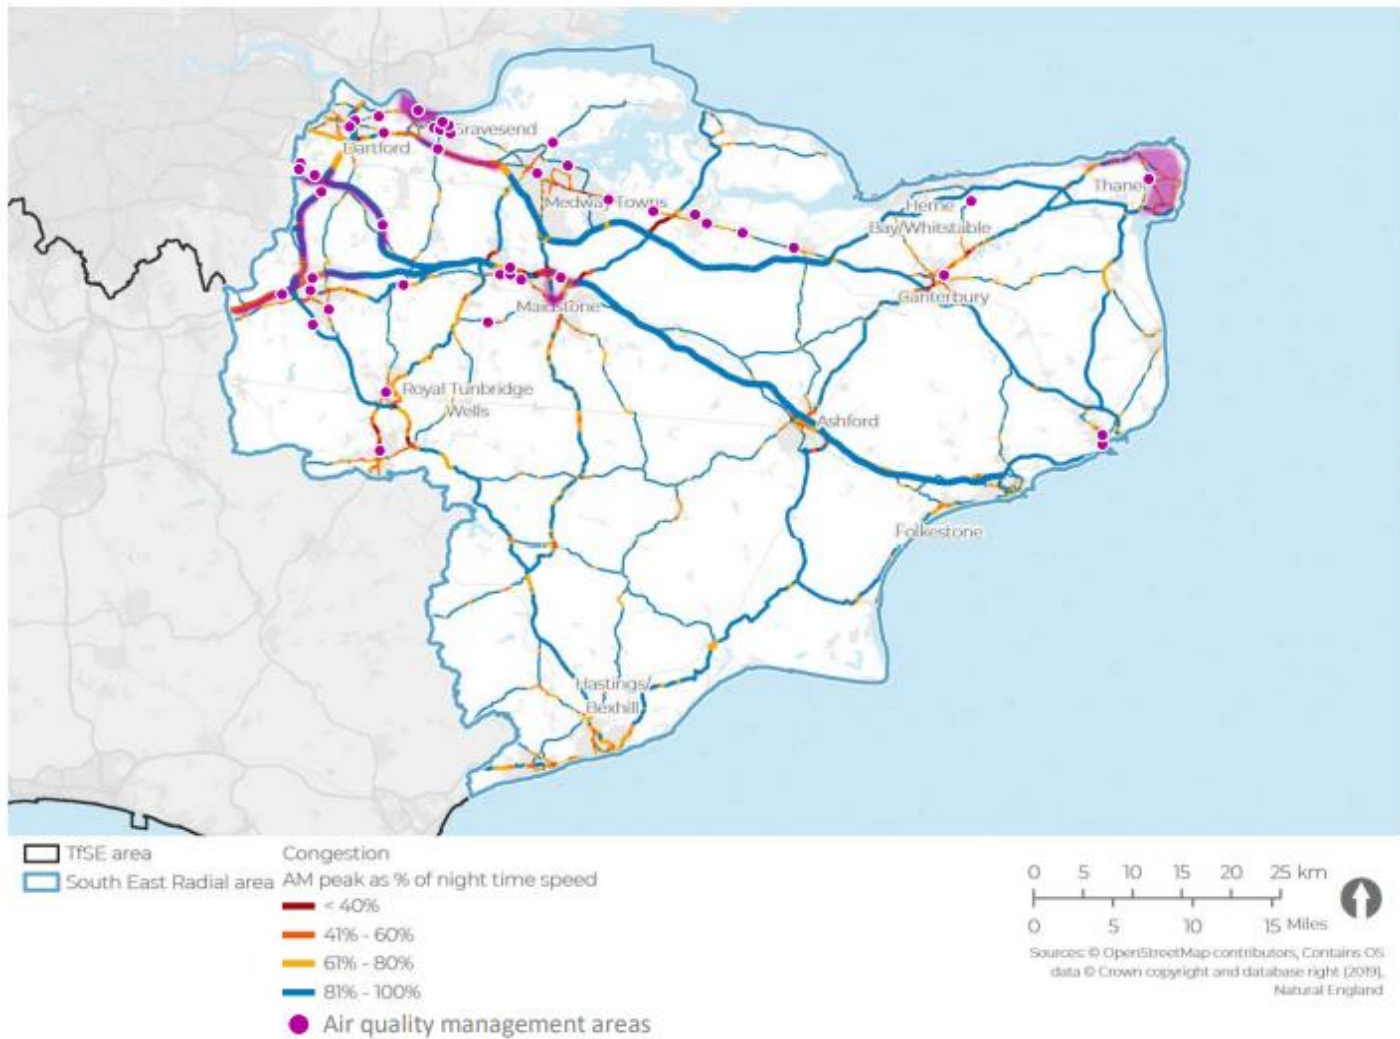 Gravesend
Dartford
Medway Towns
Thanet
Herne
Bay/Whitstable
Maidstone
Canterbury
Royal Tunbridge
Wells
Ashford
Folkestone
Hastings/
Bexhill
TfSE area
South East Radial area
Congestion
AM peak as % of night time speed
< 40%
41% - 60%
61% - 80%
81% - 100%
Air quality management areas
0 5 10 15 20 25 km
0 5 10 15 Miles
Sources: © OpenStreetMap contributors, Contains OS
data © Crown copyright and database right (2019),
Natural England